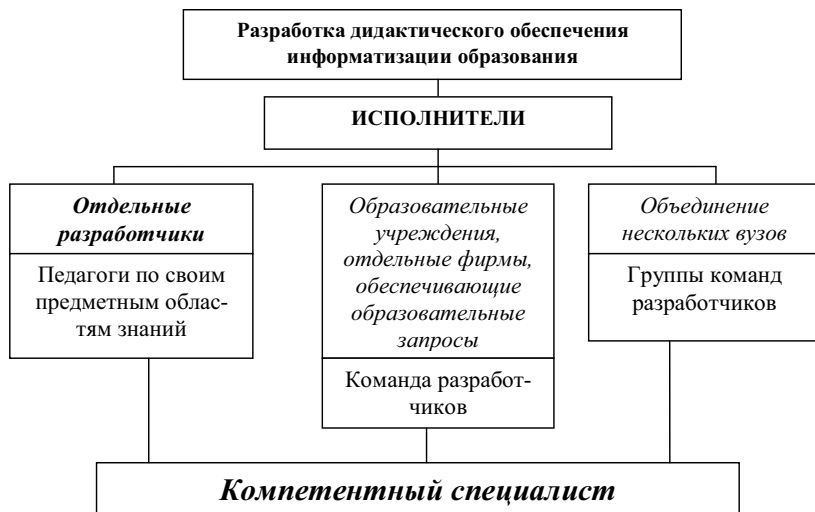 Разработка дидактического обеспечения
информатизации образования
ИСПОЛНИТЕЛИ
Отдельные
разработчики
Педагоги по своим
предметным облас-
тям знаний
Образовательные
учреждения,
отдельные фирмы,
обеспечивающие
образовательные
запросы
Команда разработ-
чиков
Объединение
нескольких вузов
Группы команд
разработчиков
Компетентный специалист